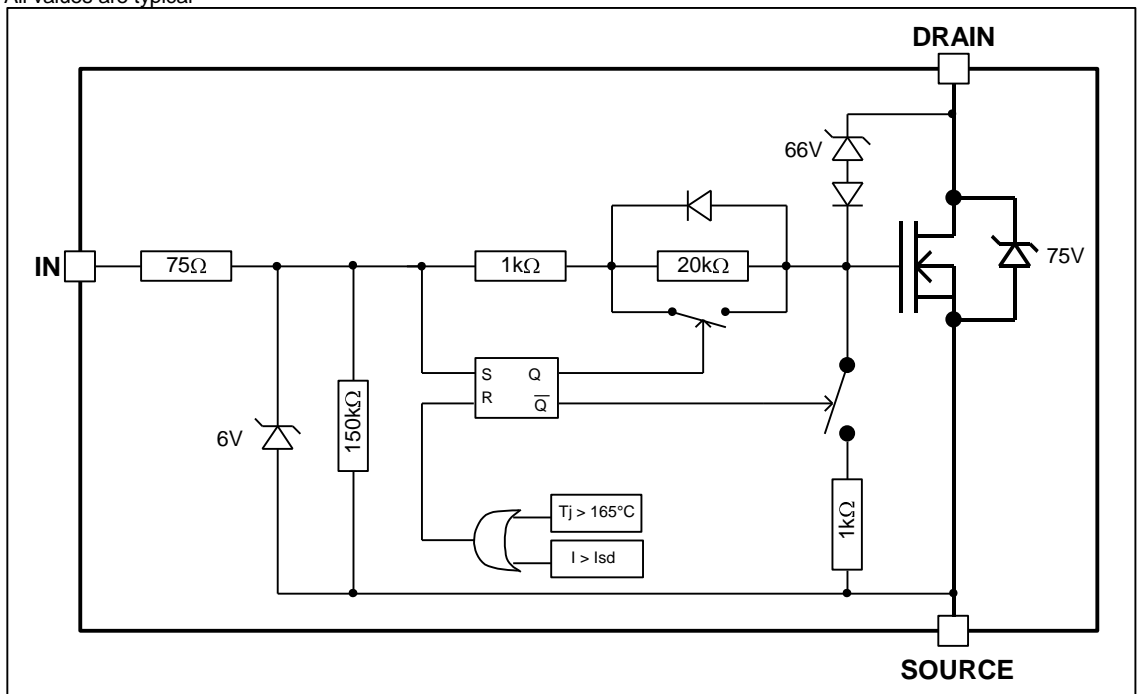 All values are typical
DRAIN
66V
75V
IN
75Ω
1kΩ
20kΩ
S
Q
R
Q̅
6V
150kΩ
Tj > 165°C
I > Isd
1kΩ
SOURCE